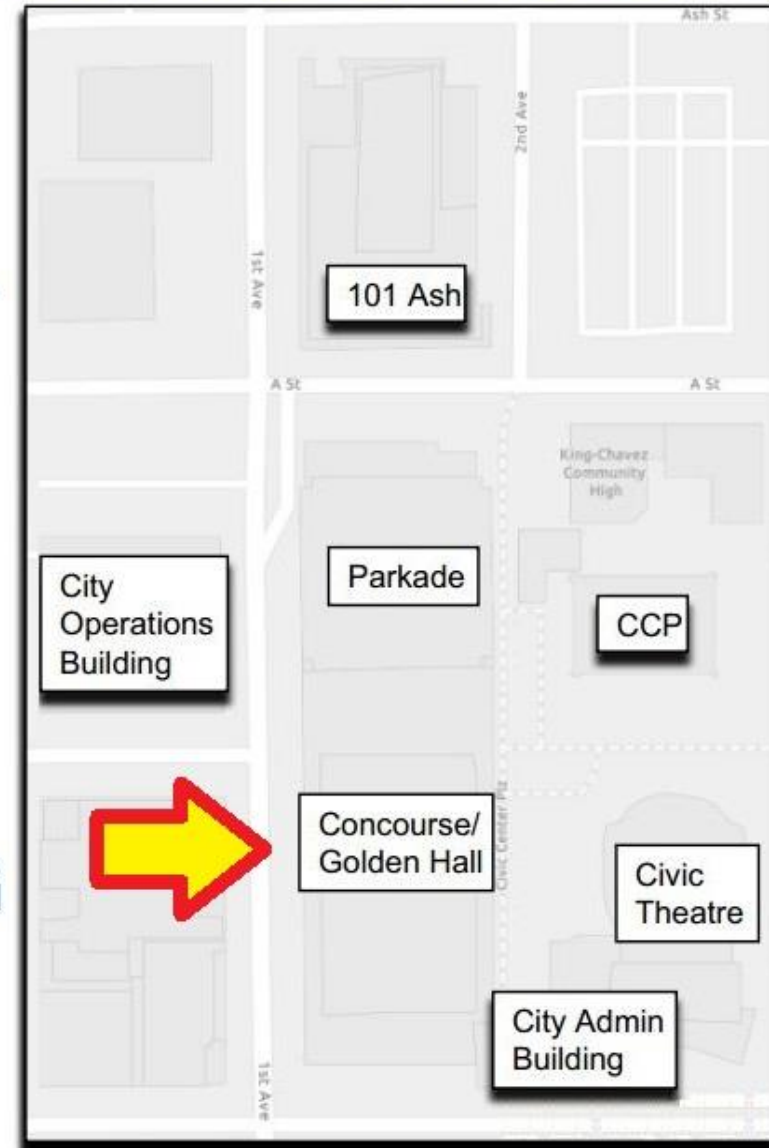 Ash St
2nd Ave
1st Ave
101 Ash
A St
A St
King-Chavez
Community
High
City
Operations
Building
Parkade
CCP
Concourse/
Golden Hall
Civic Center Plz
Civic
Theatre
City Admin
Building
1st Ave